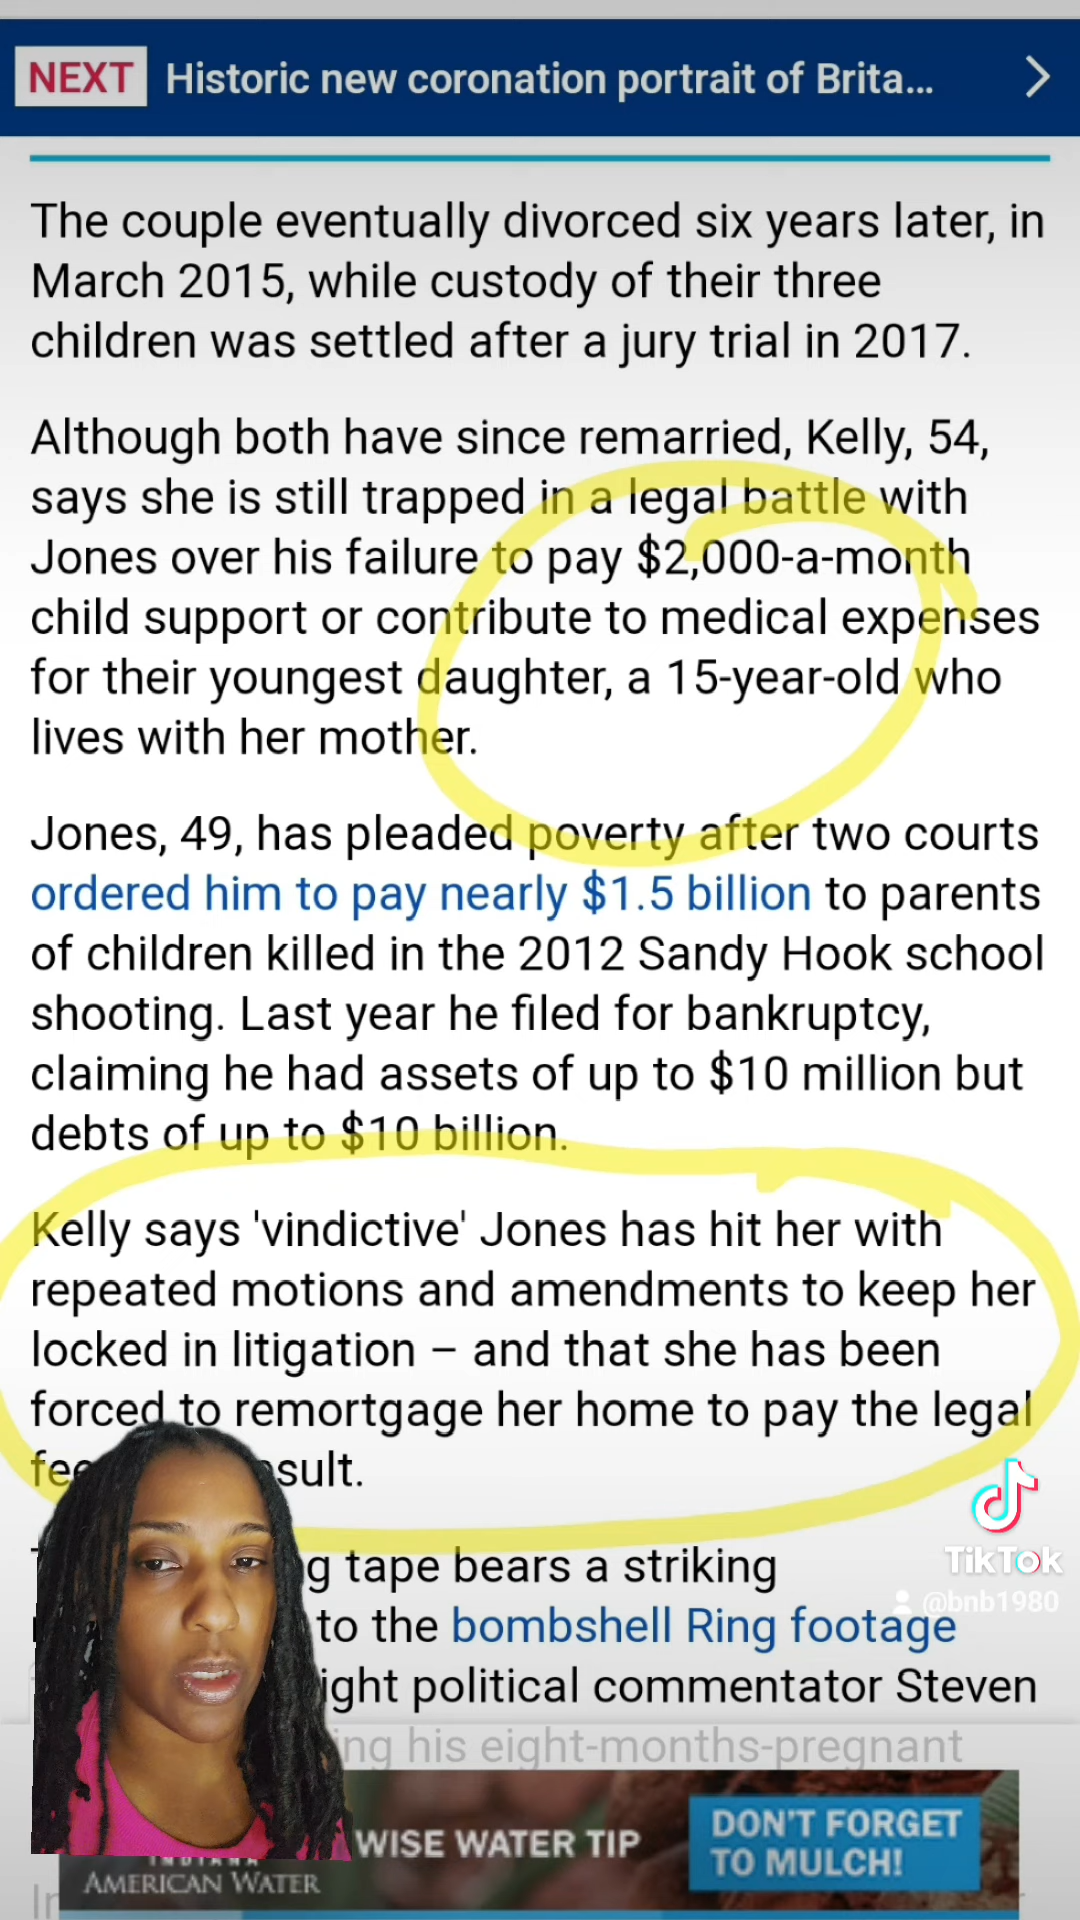 NEXT Historic new coronation portrait of Brita...
The couple eventually divorced six years later, in
March 2015, while custody of their three
children was settled after a jury trial in 2017.
Although both have since remarried, Kelly, 54,
says she is still trapped in a legal battle with
Jones over his failure to pay $2,000-a-month
child support or contribute to medical expenses
for their youngest daughter, a 15-year-old who
lives with her mother.
Jones, 49, has pleaded poverty after two courts
ordered him to pay nearly $1.5 billion to parents
of children killed in the 2012 Sandy Hook school
shooting. Last year he filed for bankruptcy,
claiming he had assets of up to $10 million but
debts of up to $10 billion.
Kelly says 'vindictive' Jones has hit her with
repeated motions and amendments to keep her
locked in litigation – and that she has been
forced to remortgage her home to pay the legal
TikTok
@bnb1980
tape bears a striking
to the bombshell Ring footage
political commentator Steven
his eight-months-pregnant
WISE WATER TIP
DON'T FORGET
TO MULCH!
INDIANA
AMERICAN WATER